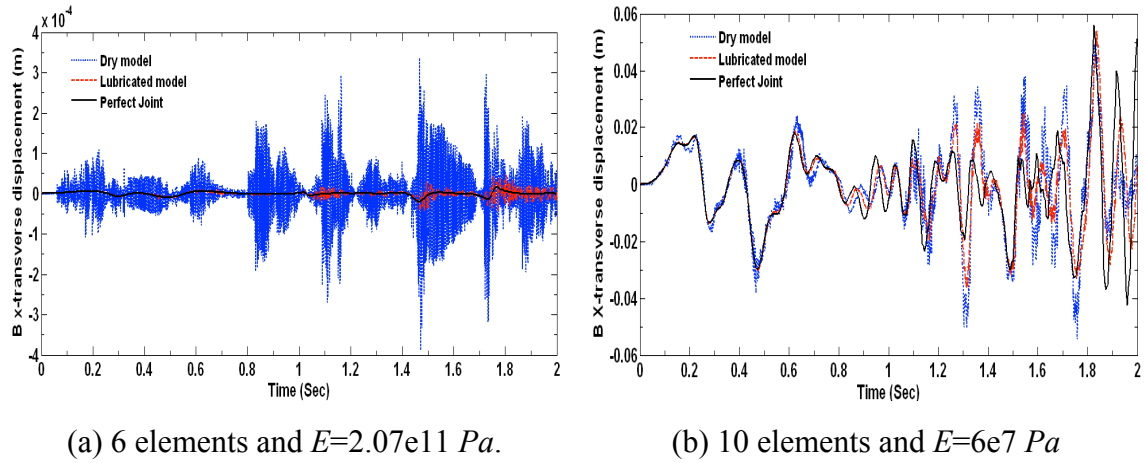 × 10⁻⁴
B x-transverse displacement (m)
4
3
2
1
0
-1
-2
-3
-4
Dry model
Lubricated model
Perfect Joint
0 0.2 0.4 0.6 0.8 1 1.2 1.4 1.6 1.8 2
Time (Sec)
(a) 6 elements and E=2.07e11 Pa.
B X-transverse displacement (m)
0.06
0.04
0.02
0
-0.02
-0.04
-0.06
Dry model
Lubricated model
Perfect Joint
0 0.2 0.4 0.6 0.8 1 1.2 1.4 1.6 1.8 2
Time (Sec)
(b) 10 elements and E=6e7 Pa